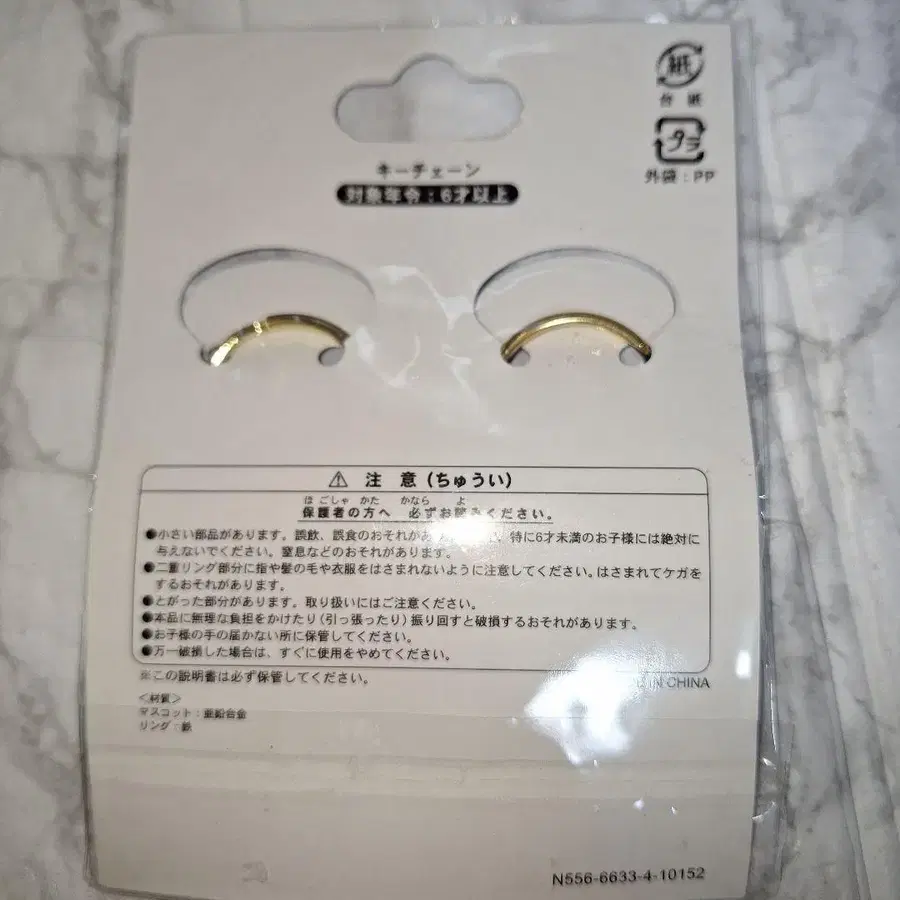 紙
台紙
プラ
外袋：PP
キーチェーン
対象年令：6才以上
⚠ 注 意 (ちゅうい)
ほごしゃ かた かなら よ
保護者の方へ 必ずお読みください。
●小さい部品があります。誤飲、誤食のおそれが 特に6才未満のお子様には絶対に
与えないでください。窒息などのおそれがあります。
●二重リング部分に指や髪の毛や衣服をはさまれないように注意してください。はさまれてケガを
するおそれがあります。
●とがった部分があります。取り扱いにはご注意ください。
●本品に無理な負担をかけたり(引っ張ったり)振り回すと破損するおそれがあります。
●お子様の手の届かない所に保管してください。
●万一破損した場合は、すぐに使用をやめてください。
※この説明書は必ず保管してください。
IN CHINA
<材質>
マスコット：亜鉛合金
リング：鉄
N556-6633-4-10152